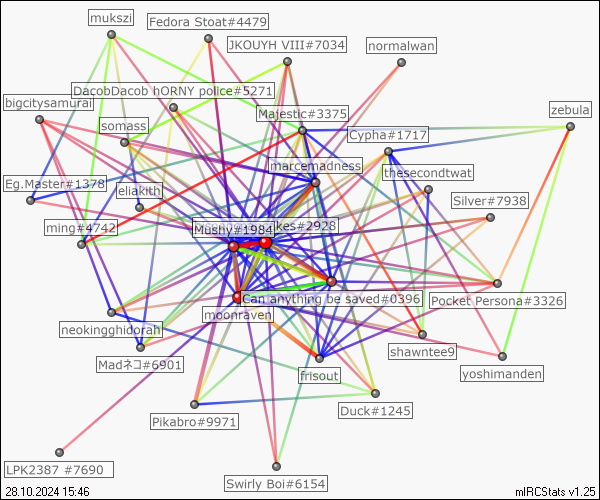 mukszi
Fedora Stoat#4479
JKOUYH VIII#7034
normalwan
DacobDacob hORNY police#5271
bigcitysamurai
Majestic#3375
zebula
somass
Cypha#1717
marcemadness
thesecondtwat
Eg.Master#1378
eliakith
Silver#7938
ming#4742
Mushy#1984
kes#2928
Can anything be saved#0396
Pocket Persona#3326
moonraven
neokingghidorah
shawntee9
Madネコ#6901
frisout
yoshimanden
Duck#1245
Pikabro#9971
LPK2387 #7690
Swirly Boi#6154
28.10.2024 15:46
mIRCStats v1.25